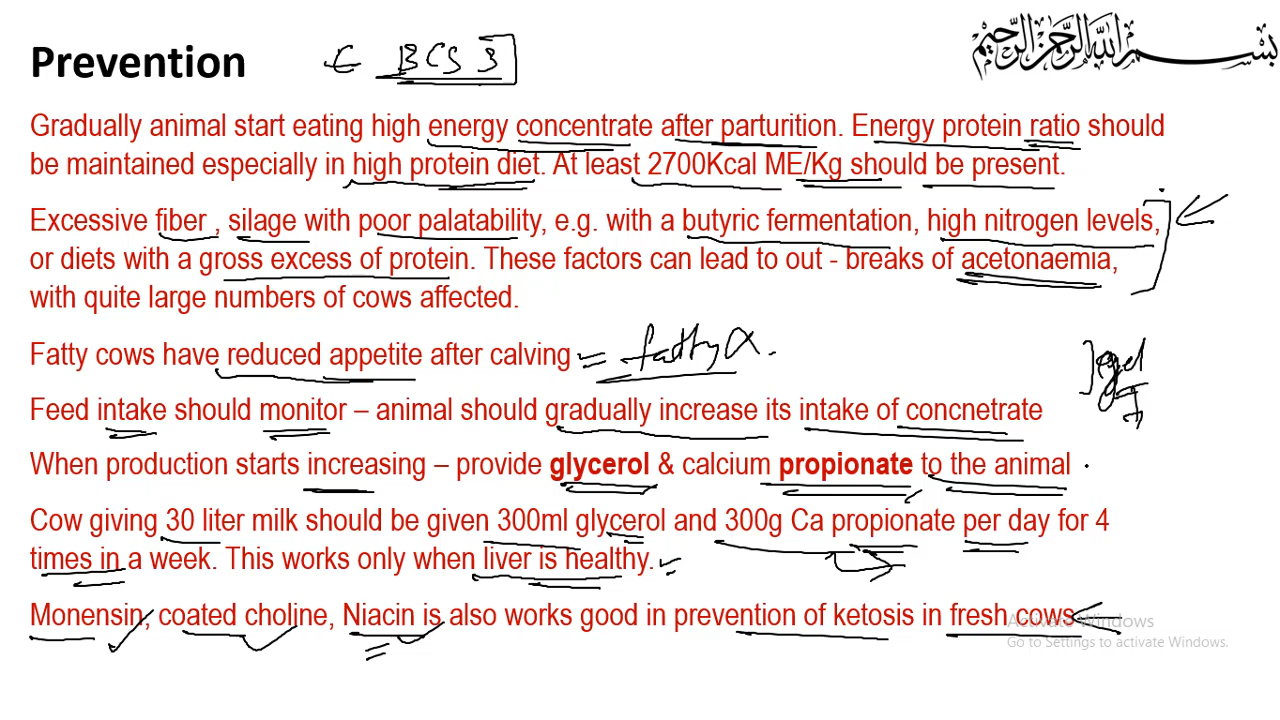 Prevention
BCS 3
بسم الله الرحمن الرحيم
Gradually animal start eating high energy concentrate after parturition. Energy protein ratio should
be maintained especially in high protein diet. At least 2700Kcal ME/Kg should be present.
Excessive fiber , silage with poor palatability, e.g. with a butyric fermentation, high nitrogen levels,
or diets with a gross excess of protein. These factors can lead to out - breaks of acetonaemia,
with quite large numbers of cows affected.
Fatty cows have reduced appetite after calving
fatty
Feed intake should monitor – animal should gradually increase its intake of concnetrate
When production starts increasing – provide glycerol & calcium propionate to the animal
Cow giving 30 liter milk should be given 300ml glycerol and 300g Ca propionate per day for 4
times in a week. This works only when liver is healthy.
Monensin, coated choline, Niacin is also works good in prevention of ketosis in fresh cows
Activate Windows
Go to Settings to activate Windows.